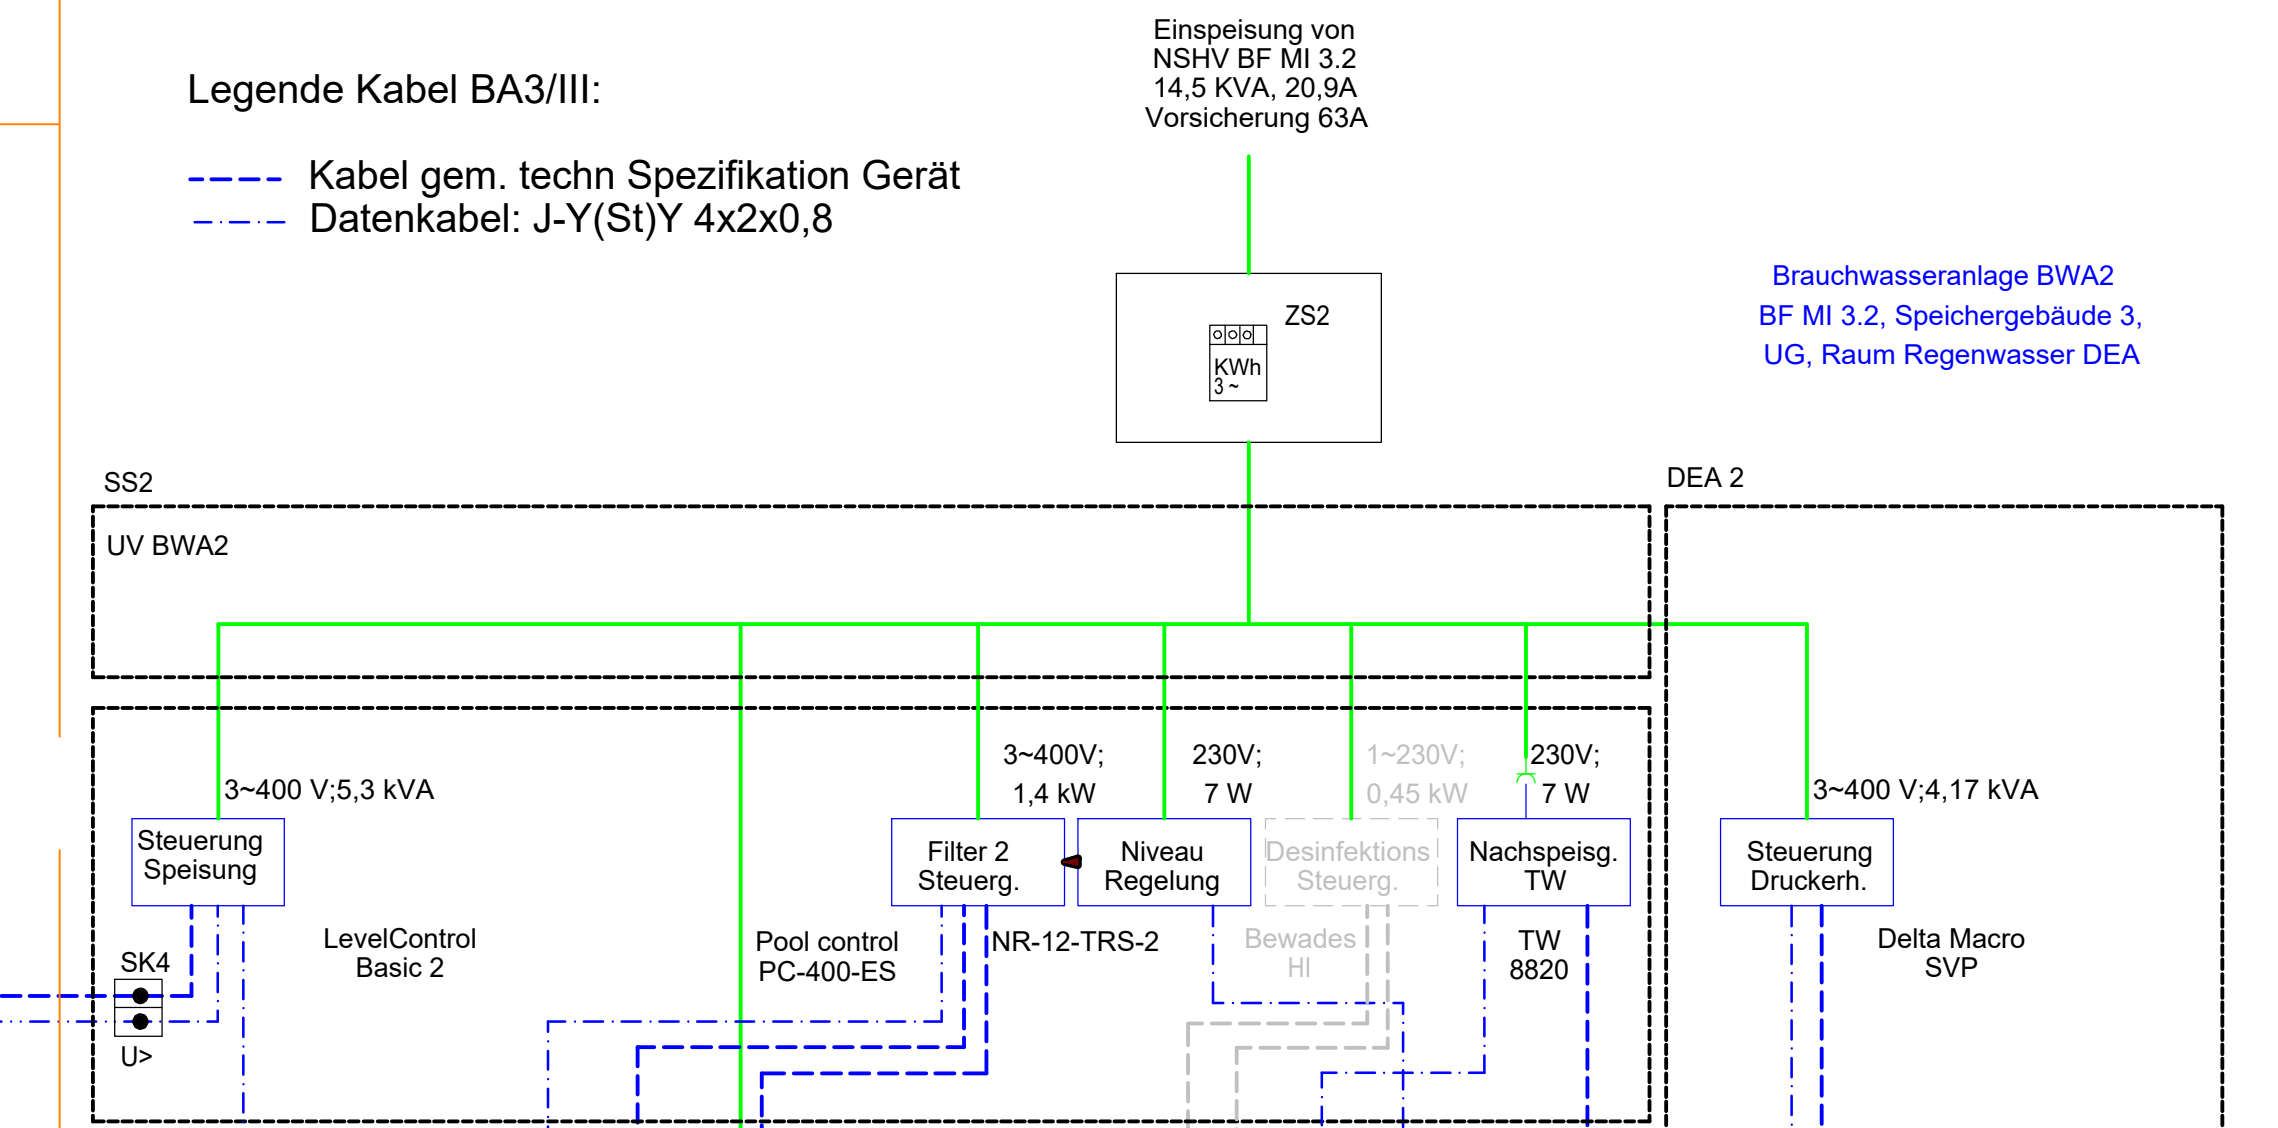 Einspeisung von
NSHV BF MI 3.2
14,5 KVA, 20,9A
Vorsicherung 63A
Legende Kabel BA3/III:
Kabel gem. techn Spezifikation Gerät
Datenkabel: J-Y(St)Y 4x2x0,8
ZS2
KWh
3 ~
Brauchwasseranlage BWA2
BF MI 3.2, Speichergebäude 3,
UG, Raum Regenwasser DEA
SS2
DEA 2
UV BWA2
3~400 V;5,3 kVA
3~400V;
1,4 kW
230V;
7 W
1~230V;
0,45 kW
230V;
7 W
3~400 V;4,17 kVA
Steuerung
Speisung
Filter 2
Steuerg.
Niveau
Regelung
Desinfektions
Steuerg.
Nachspeisg.
TW
Steuerung
Druckerh.
LevelControl
Basic 2
Pool control
PC-400-ES
NR-12-TRS-2
Bewades
HI
TW
8820
Delta Macro
SVP
SK4
U>